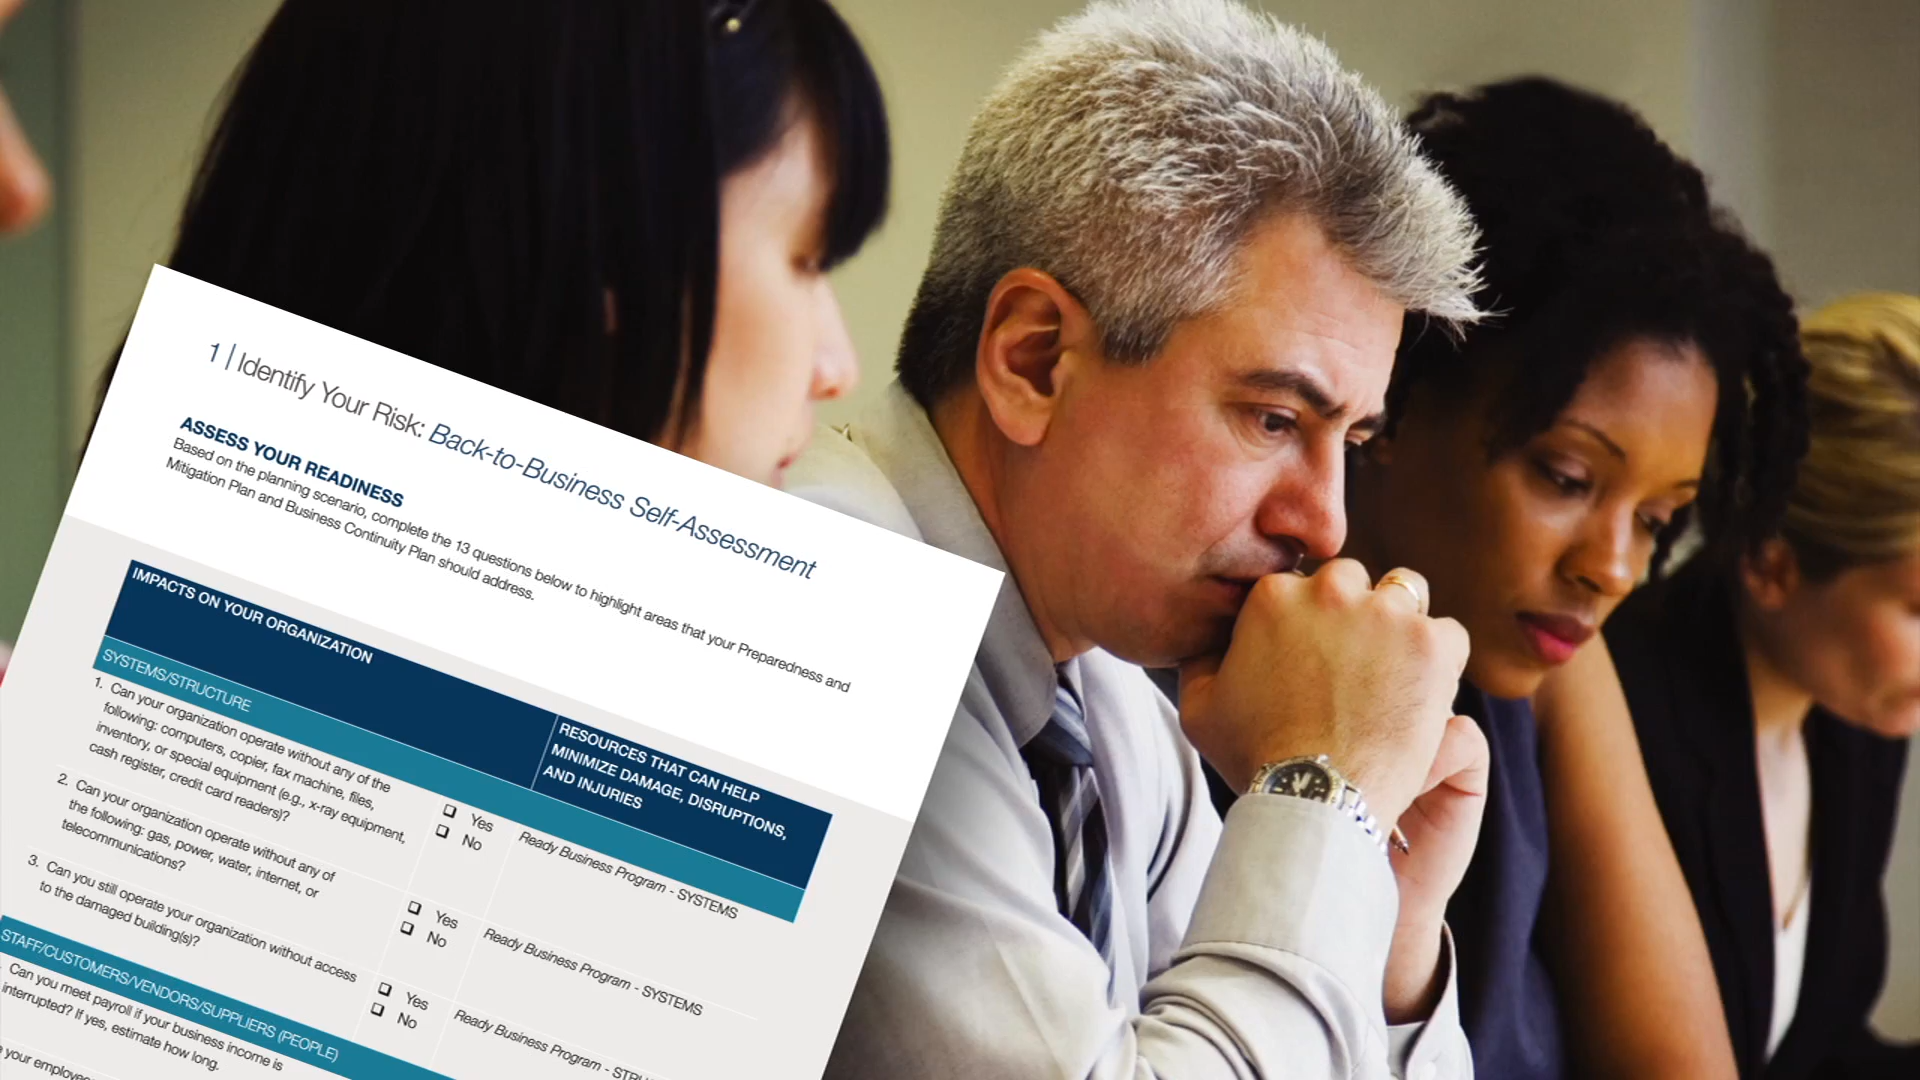 1 | Identify Your Risk: Back-to-Business Self-Assessment
ASSESS YOUR READINESS
Based on the planning scenario, complete the 13 questions below to highlight areas that your Preparedness and
Mitigation Plan and Business Continuity Plan should address.
IMPACTS ON YOUR ORGANIZATION
RESOURCES THAT CAN HELP
MINIMIZE DAMAGE, DISRUPTIONS,
AND INJURIES
SYSTEMS/STRUCTURE
1. Can your organization operate without any of the
following: computers, copier, fax machine, files,
inventory, or special equipment (e.g., x-ray equipment,
cash register, credit card readers)?
Yes
No
Ready Business Program - SYSTEMS
2. Can your organization operate without any of
the following: gas, power, water, internet, or
telecommunications?
Yes
No
Ready Business Program - SYSTEMS
3. Can you still operate your organization without access
to the damaged building(s)?
Yes
No
Ready Business Program -
STAFF/CUSTOMERS/VENDORS/SUPPLIERS (PEOPLE)
Can you meet payroll if your business income is
interrupted? If yes, estimate how long.
your